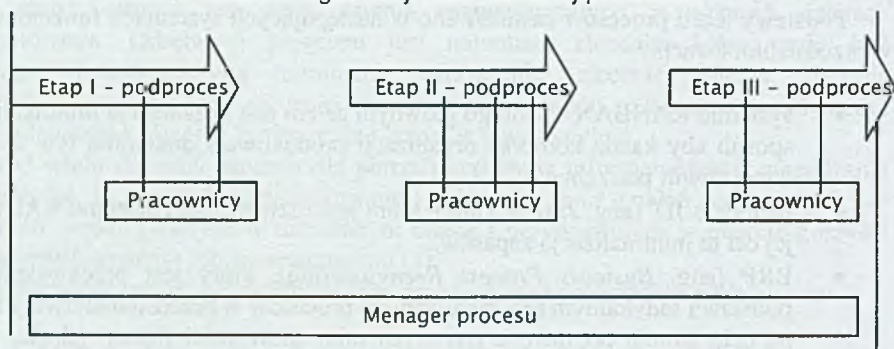 Etap I – podproces
Etap II – podproces
Etap III – podproces
Pracownicy
Pracownicy
Pracownicy
Menager procesu